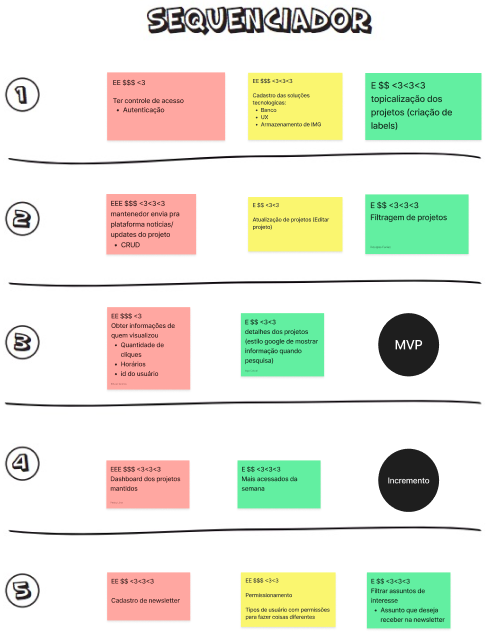 SEQUENCIADOR
1
EE $$$ <3
Ter controle de acesso
• Autenticação
EE $$$ <3<3<3
Cadastro das soluções
tecnologicas:
• Banco
• UX
• Armazenamento de IMG
E $$ <3<3<3
topicalização dos
projetos (criação de
labels)
2
EEE $$$ <3<3<3
mantenedor envia pra
plataforma noticias/
updates do projeto
• CRUD
E $$ <3<3<3
Atualização de projetos (Editar
projeto)
E $$ <3<3<3
Filtragem de projetos
3
EE $$$ <3
Obter informações de
quem visualizou
• Quantidade de
cliques
• Horários
• id do usuário
E $$ <3
detalhes dos projetos
(estilo google de mostrar
informação quando
pesquisa)
MVP
4
EEE $$$ <3<3<3
Dashboard dos projetos
mantidos
E $$ <3<3<3
Mais acessados da
semana
Incremento
5
EE $$ <3<3<3
Cadastro de newsletter
EE $$$ <3<3
Permissionamento
Tipos de usuário com permissões
para fazer coisas diferentes
E $$ <3<3<3
Filtrar assuntos de
interesse
• Assunto que deseja
receber na newsletter